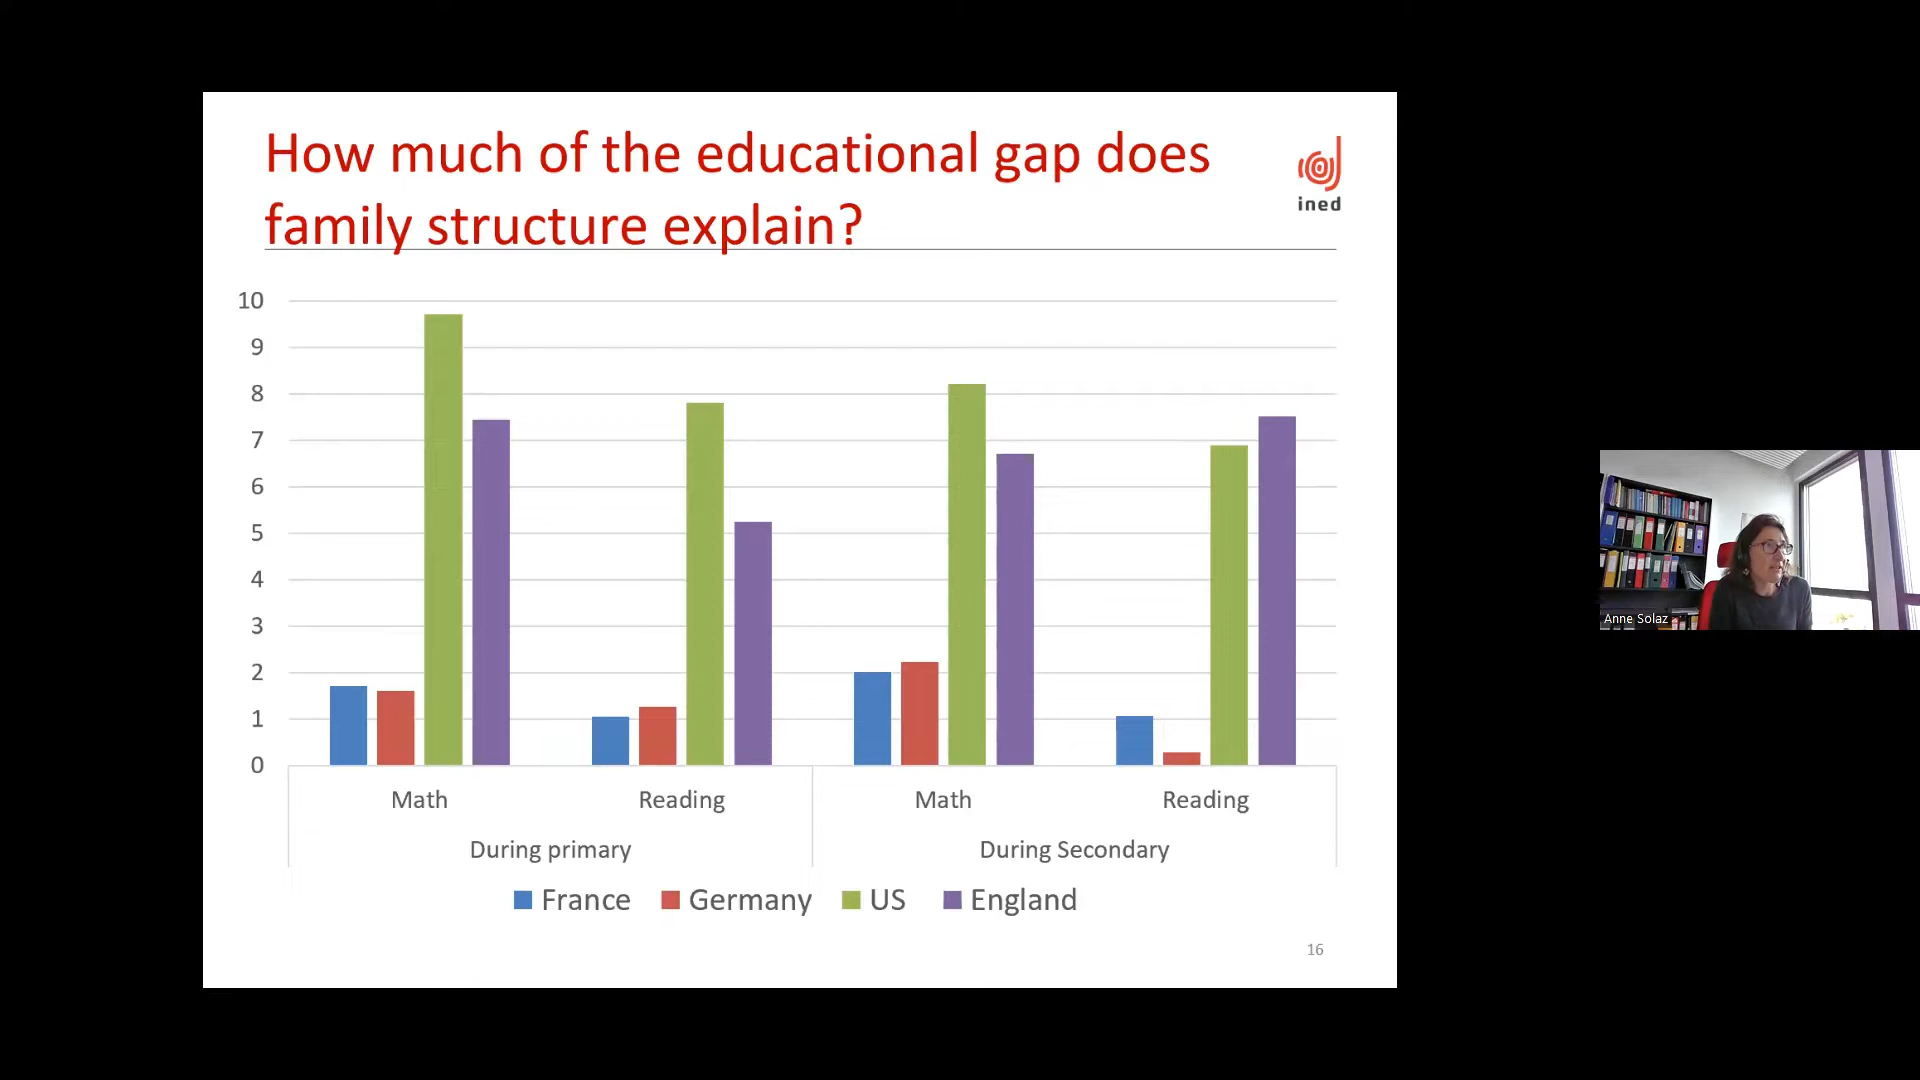 How much of the educational gap does
family structure explain?
ined
10
9
8
7
6
5
4
3
2
1
0
Math
Reading
Math
Reading
During primary
During Secondary
France
Germany
US
England
16
Anne Solaz